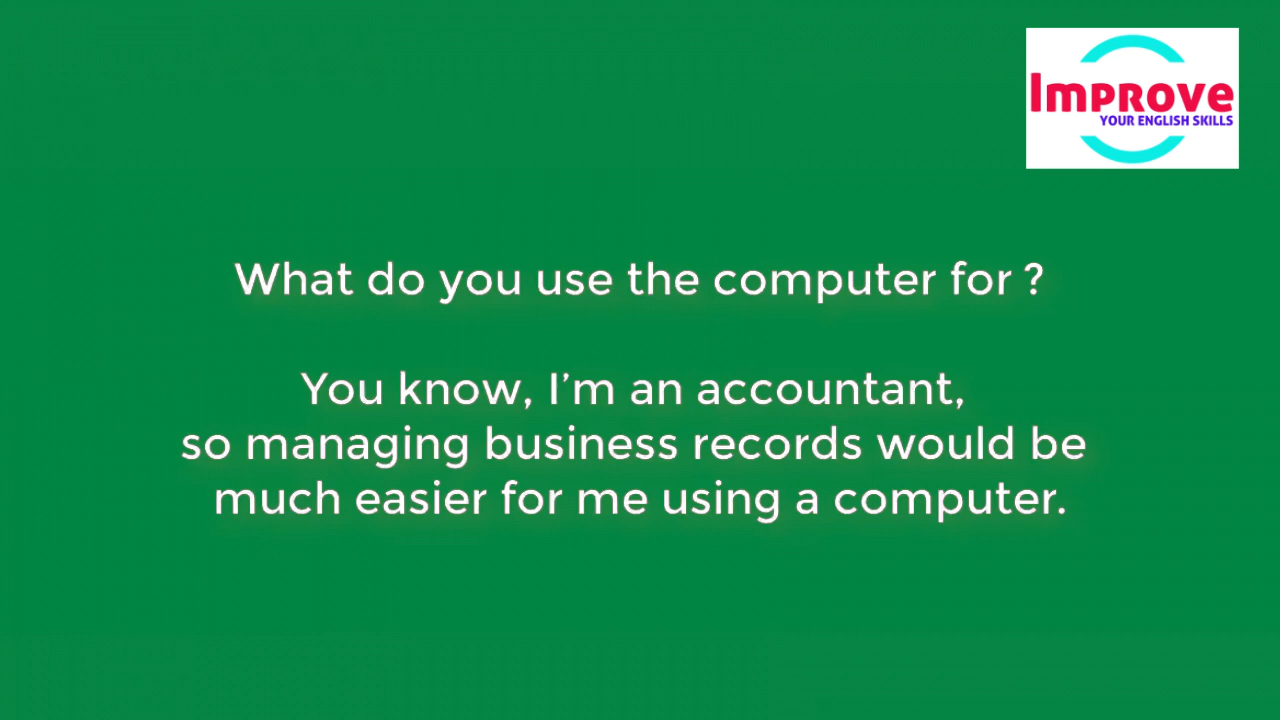 Improve
YOUR ENGLISH SKILLS
What do you use the computer for ?
You know, I’m an accountant,
so managing business records would be
much easier for me using a computer.